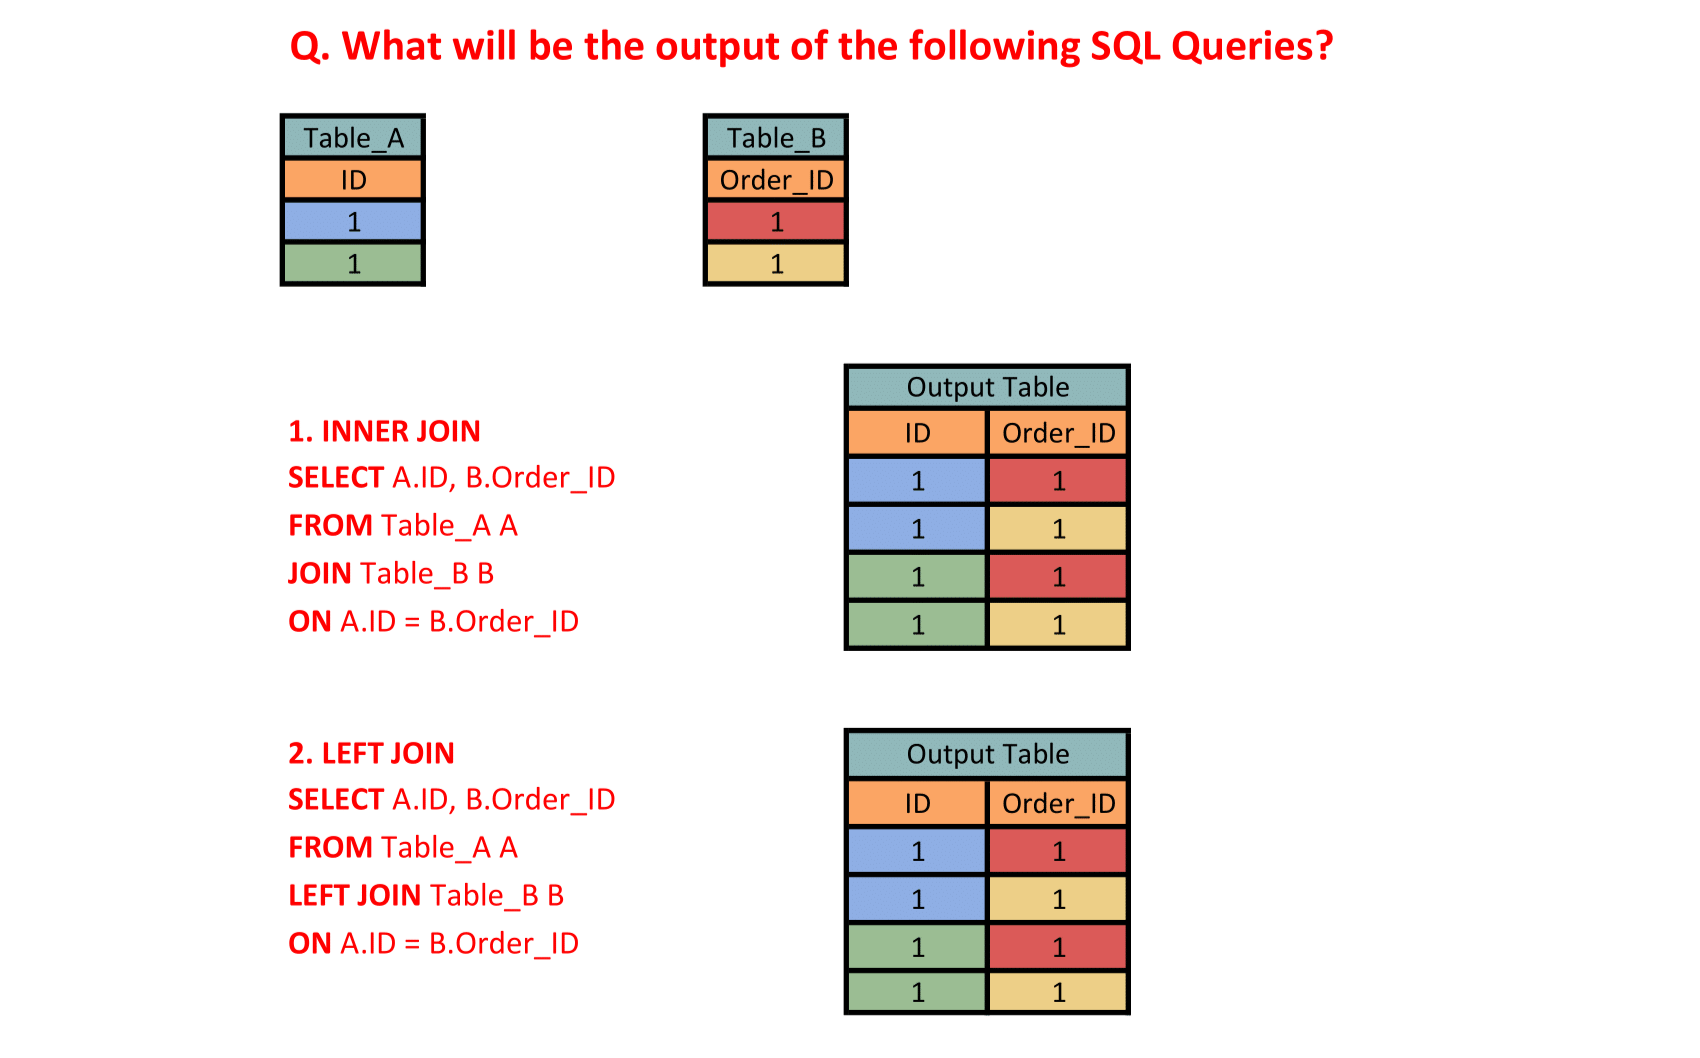 Q. What will be the output of the following SQL Queries?
Table_A
ID
1
1
Table_B
Order_ID
1
1
1. INNER JOIN
SELECT A.ID, B.Order_ID
FROM Table_A A
JOIN Table_B B
ON A.ID = B.Order_ID
Output Table
ID Order_ID
1 1
1 1
1 1
1 1
2. LEFT JOIN
SELECT A.ID, B.Order_ID
FROM Table_A A
LEFT JOIN Table_B B
ON A.ID = B.Order_ID
Output Table
ID Order_ID
1 1
1 1
1 1
1 1